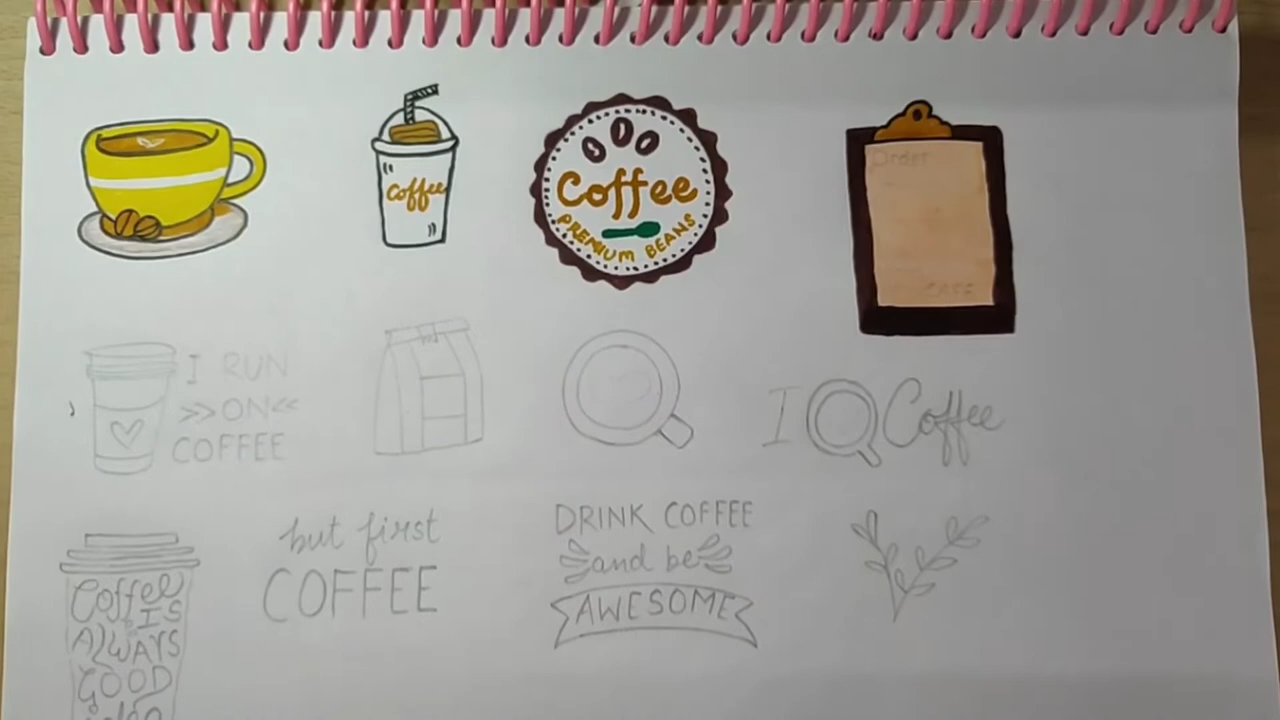 Coffee
Coffee
PREMIUM BEANS
Order
I RUN
>>ON<<
COFFEE
I Coffee
Coffee
IS
ALWAYS
GOOD
idea
but first
COFFEE
DRINK COFFEE
and be
AWESOME